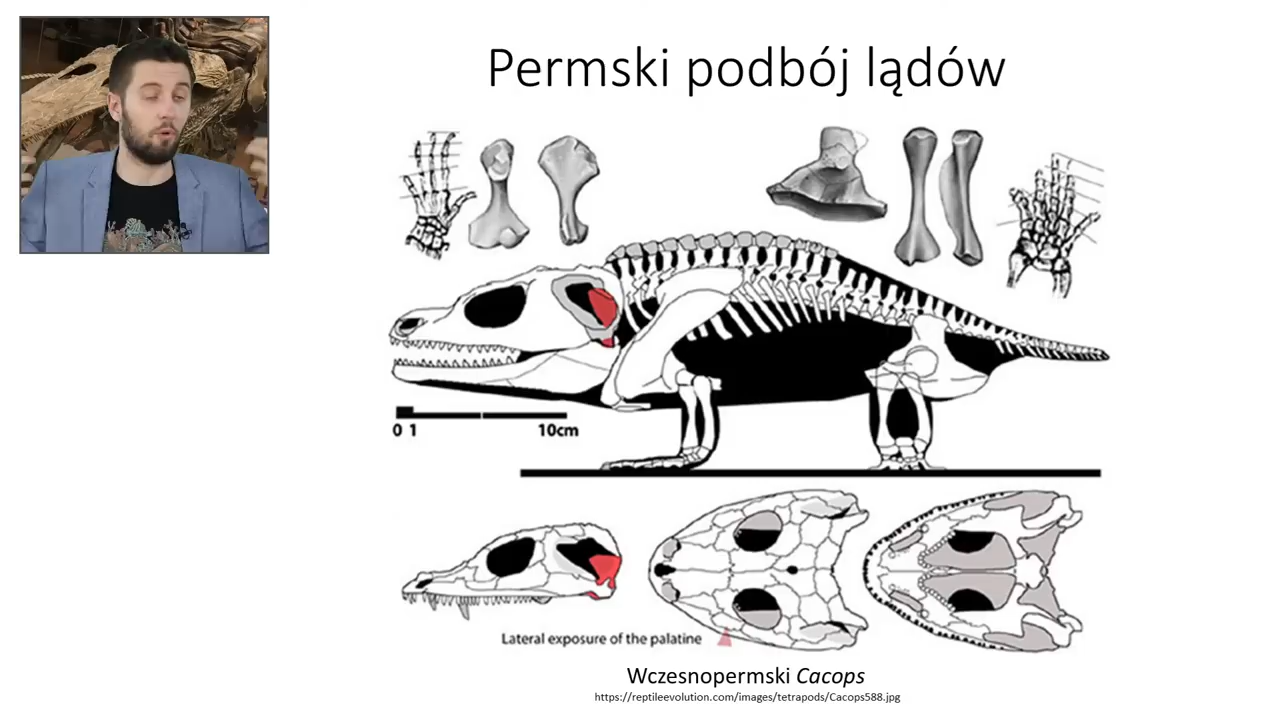 Permski podbój lądów
0 1 10cm
Lateral exposure of the palatine
Wczesnopermski Cacops
https://reptileevolution.com/images/tetrapods/Cacops588.jpg